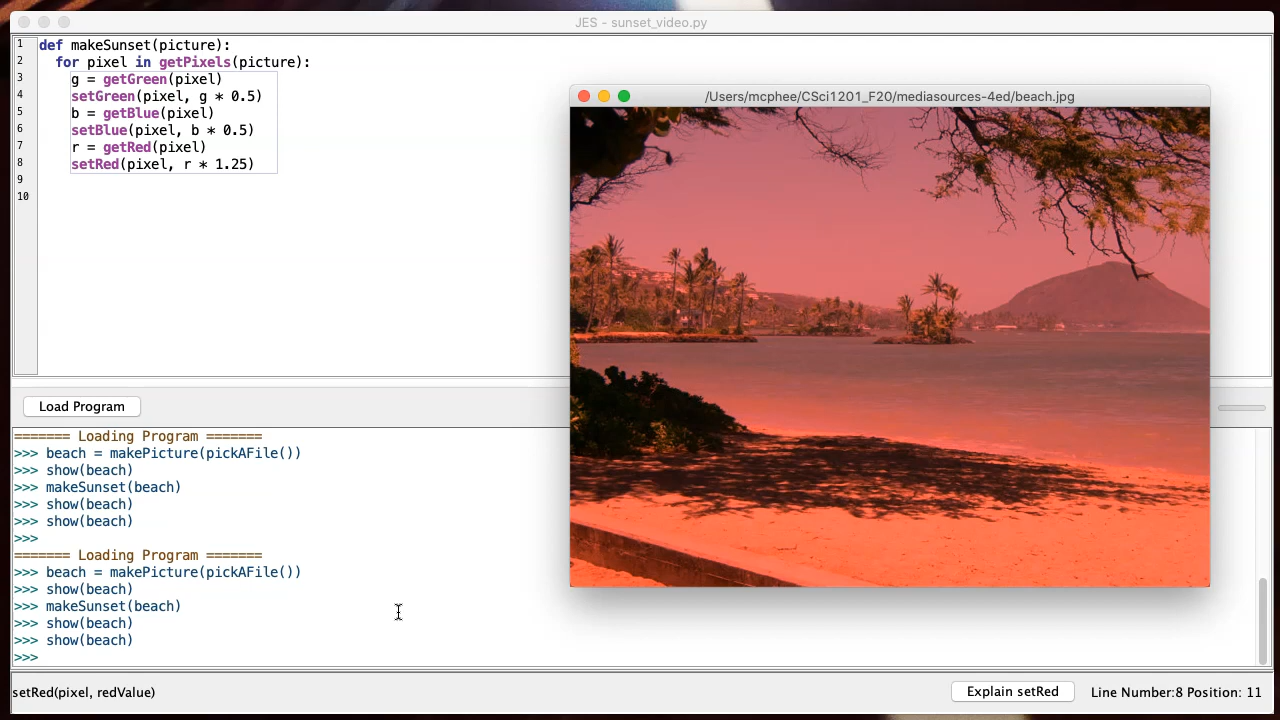 JES - sunset_video.py
1 def makeSunset(picture):
2 for pixel in getPixels(picture):
3 g = getGreen(pixel)
4 setGreen(pixel, g * 0.5)
5 b = getBlue(pixel)
6 setBlue(pixel, b * 0.5)
7 r = getRed(pixel)
8 setRed(pixel, r * 1.25)
9
10
/Users/mcphee/CSci1201_F20/mediasources-4ed/beach.jpg
Load Program
======= Loading Program =======
>>> beach = makePicture(pickAFile())
>>> show(beach)
>>> makeSunset(beach)
>>> show(beach)
>>> show(beach)
>>>
======= Loading Program =======
>>> beach = makePicture(pickAFile())
>>> show(beach)
>>> makeSunset(beach)
>>> show(beach)
>>> show(beach)
>>>
setRed(pixel, redValue)
Explain setRed
Line Number:8 Position: 11